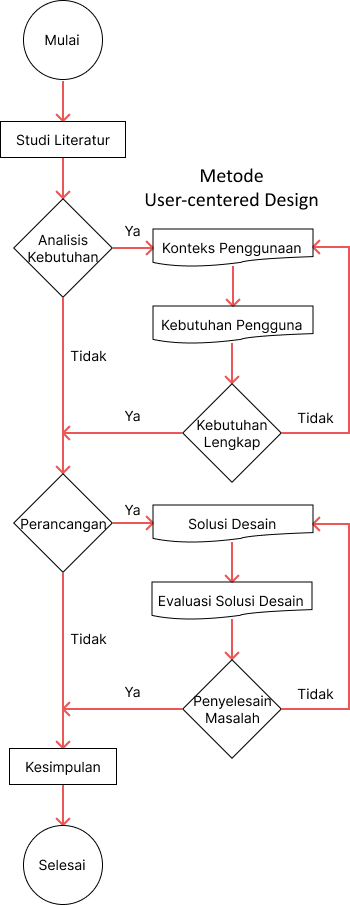 Mulai
Studi Literatur
Metode
User-centered Design
Analisis
Kebutuhan
Ya
Konteks Penggunaan
Kebutuhan Pengguna
Tidak
Kebutuhan
Lengkap
Ya
Tidak
Perancangan
Ya
Solusi Desain
Evaluasi Solusi Desain
Tidak
Penyelesain
Masalah
Ya
Tidak
Kesimpulan
Selesai